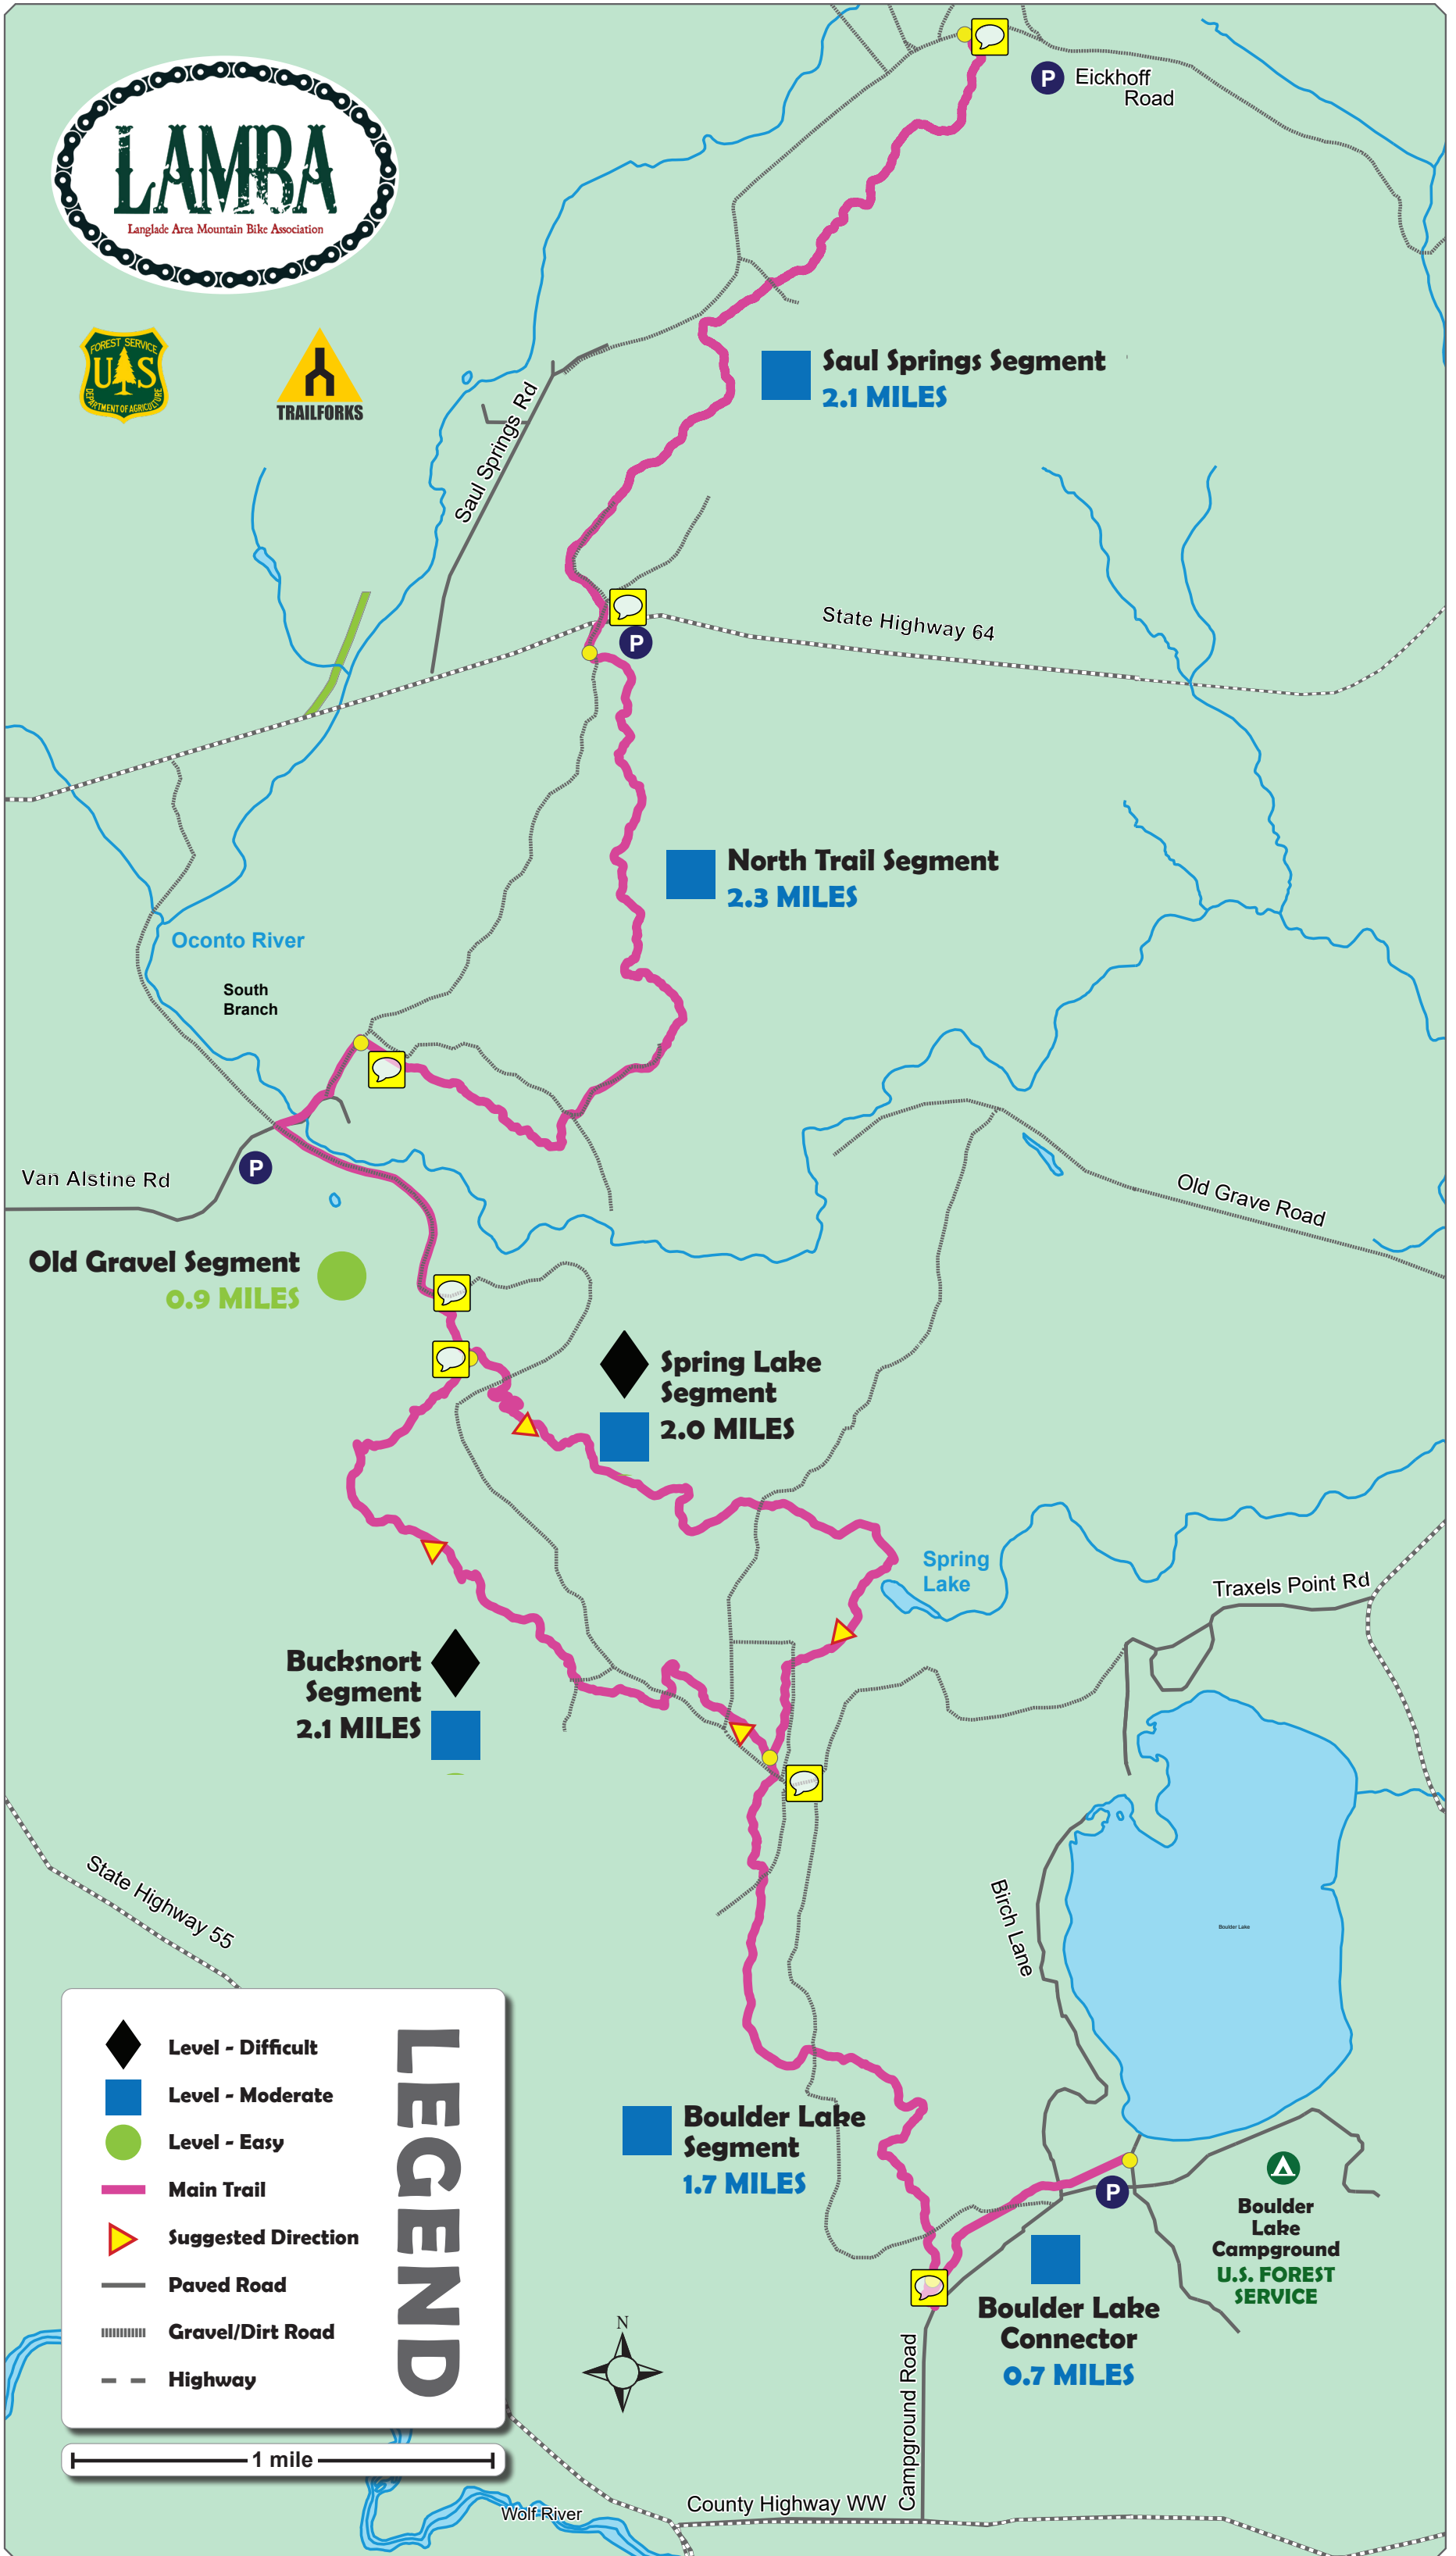 LAMBA
Langlade Area Mountain Bike Association
FOREST SERVICE
US
DEPARTMENT OF AGRICULTURE
TRAILFORKS
P
Eickhoff
Road
Saul Springs Segment
2.1 MILES
Saul Springs Rd
P
State Highway 64
North Trail Segment
2.3 MILES
Oconto River
South
Branch
P
Van Alstine Rd
Old Grave Road
Old Gravel Segment
0.9 MILES
Spring Lake
Segment
2.0 MILES
Spring
Lake
Traxels Point Rd
Bucksnort
Segment
2.1 MILES
State Highway 55
Birch Lane
Boulder Lake
Boulder Lake
Segment
1.7 MILES
P
Boulder
Lake
Campground
U.S. FOREST
SERVICE
Boulder Lake
Connector
0.7 MILES
Campground Road
County Highway WW
Wolf River
N
LEGEND
Level - Difficult
Level - Moderate
Level - Easy
Main Trail
Suggested Direction
Paved Road
Gravel/Dirt Road
Highway
1 mile